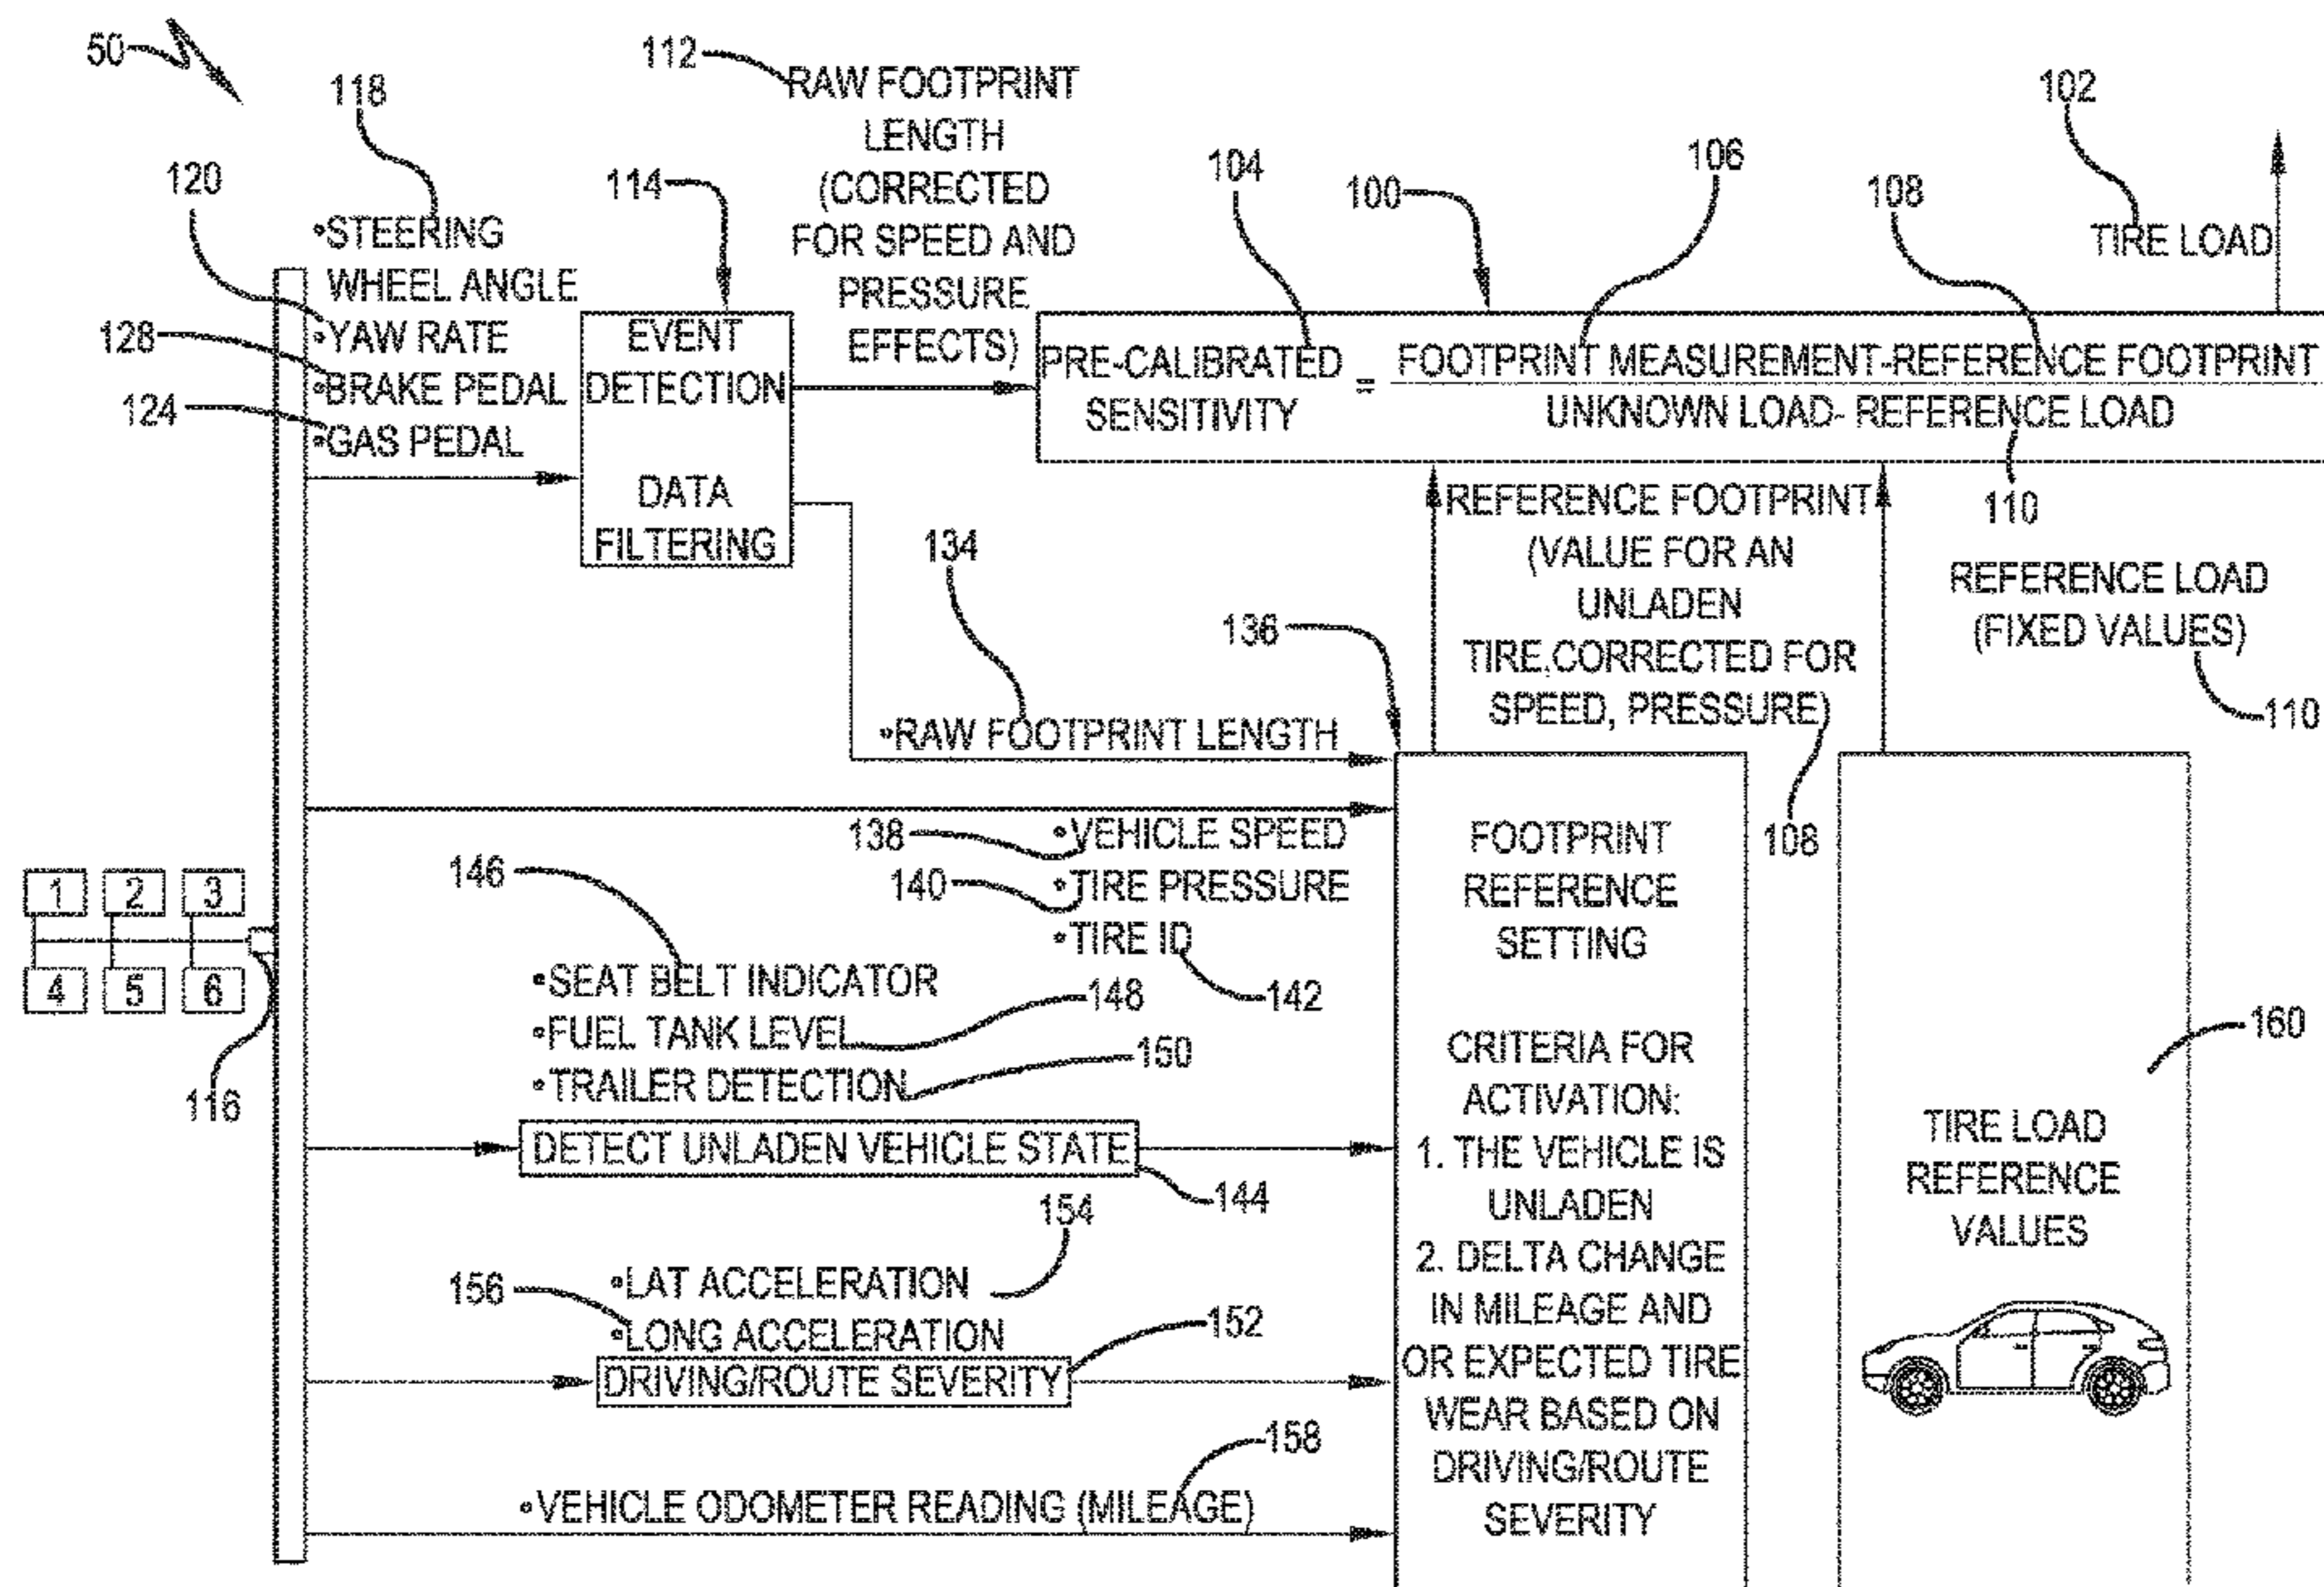 50
118
120
•STEERING
WHEEL ANGLE
•YAW RATE
128
•BRAKE PEDAL
124
•GAS PEDAL
114
EVENT
DETECTION
DATA
FILTERING
112
RAW FOOTPRINT
LENGTH
(CORRECTED
FOR SPEED AND
PRESSURE
EFFECTS)
104
100
106
108
102
TIRE LOAD
PRE-CALIBRATED
SENSITIVITY
=
FOOTPRINT MEASUREMENT-REFERENCE FOOTPRINT
UNKNOWN LOAD- REFERENCE LOAD
110
REFERENCE FOOTPRINT
(VALUE FOR AN
UNLADEN
TIRE,CORRECTED FOR
SPEED, PRESSURE)
108
REFERENCE LOAD
(FIXED VALUES)
110
134
•RAW FOOTPRINT LENGTH
136
138
•VEHICLE SPEED
140
•TIRE PRESSURE
•TIRE ID
142
1 2 3
4 5 6
116
146
•SEAT BELT INDICATOR
•FUEL TANK LEVEL
148
•TRAILER DETECTION
150
DETECT UNLADEN VEHICLE STATE
144
154
•LAT ACCELERATION
156
•LONG ACCELERATION
152
DRIVING/ROUTE SEVERITY
158
•VEHICLE ODOMETER READING (MILEAGE)
FOOTPRINT
REFERENCE
SETTING
CRITERIA FOR
ACTIVATION:
1. THE VEHICLE IS
UNLADEN
2. DELTA CHANGE
IN MILEAGE AND
OR EXPECTED TIRE
WEAR BASED ON
DRIVING/ROUTE
SEVERITY
160
TIRE LOAD
REFERENCE
VALUES